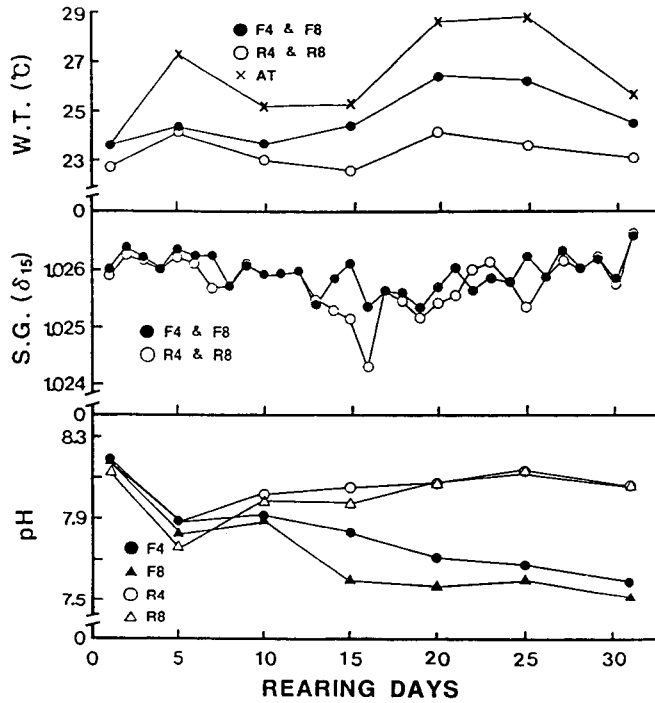 29
27
25
23
0
W.T. (℃)
● F4 & F8
○ R4 & R8
× AT
1.026
1.025
1.024
0
S.G. (δ15)
● F4 & F8
○ R4 & R8
8.3
7.9
7.5
0
pH
● F4
▲ F8
○ R4
△ R8
0 5 10 15 20 25 30
REARING DAYS